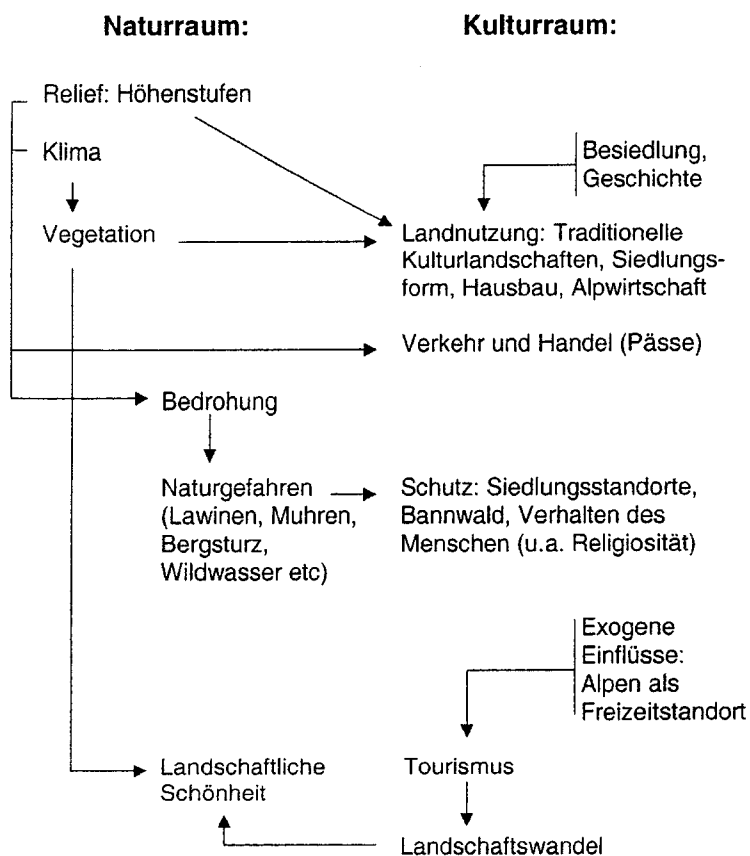 Naturraum:
Kulturraum:
Relief: Höhenstufen
Klima
Besiedlung,
Geschichte
Vegetation
Landnutzung: Traditionelle
Kulturlandschaften, Siedlungs-
form, Hausbau, Alpwirtschaft
Verkehr und Handel (Pässe)
Bedrohung
Naturgefahren
(Lawinen, Muhren,
Bergsturz,
Wildwasser etc)
Schutz: Siedlungsstandorte,
Bannwald, Verhalten des
Menschen (u.a. Religiosität)
Exogene
Einflüsse:
Alpen als
Freizeitstandort
Landschaftliche
Schönheit
Tourismus
Landschaftswandel